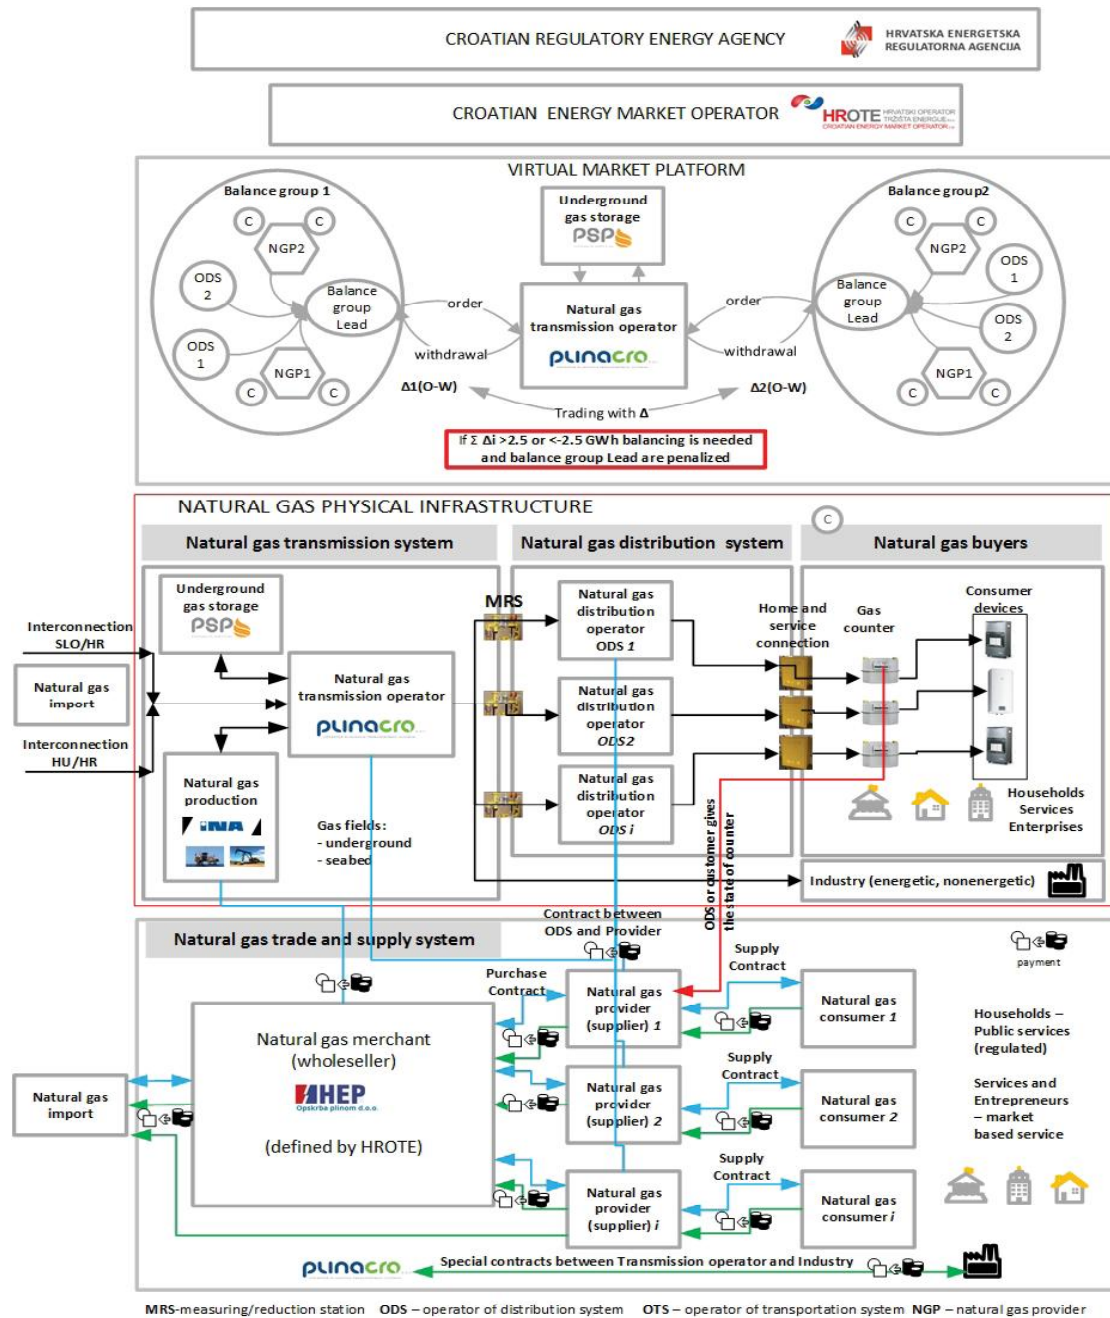 CROATIAN REGULATORY ENERGY AGENCY
HRVATSKA ENERGETSKA
REGULATORNA AGENCIJA
CROATIAN ENERGY MARKET OPERATOR
HROTE
HRVATSKI OPERATOR
TRŽIŠTA ENERGIJE
CROATIAN ENERGY MARKET OPERATOR
VIRTUAL MARKET PLATFORM
Balance group 1
C
C
NGP2
ODS
2
Balance
group
Lead
ODS
1
NGP1
C
C
order
withdrawal
Δ1(O-W)
Underground
gas storage
PSP
Natural gas
transmission operator
PLINACRO
order
withdrawal
Δ2(O-W)
Trading with Δ
If Σ Δi >2.5 or <-2.5 GWh balancing is needed
and balance group Lead are penalized
Balance group2
C
C
NGP2
ODS
1
Balance
group
Lead
ODS
2
NGP1
C
C
NATURAL GAS PHYSICAL INFRASTRUCTURE
C
Natural gas transmission system
Natural gas distribution system
Natural gas buyers
Interconnection
SLO/HR
Natural gas
import
Interconnection
HU/HR
Underground
gas storage
PSP
Natural gas
transmission operator
PLINACRO
Natural gas
production
INA
Gas fields:
- underground
- seabed
MRS
Natural gas
distribution
operator
ODS 1
Natural gas
distribution
operator
ODS2
Natural gas
distribution
operator
ODS i
Home and
service
connection
Gas
counter
Consumer
devices
Households
Services
Enterprises
Industry (energetic, nonenergetic)
ODS or customer gives
the state of counter
Natural gas trade and supply system
Contract between
ODS and Provider
Purchase
Contract
Supply
Contract
payment
Natural gas merchant
(wholeseller)
HEP
Opskrba plinom d.o.o.
(defined by HROTE)
Natural gas
import
Natural gas
provider
(supplier) 1
Natural gas
consumer 1
Supply
Contract
Natural gas
provider
(supplier) 2
Natural gas
consumer 2
Supply
Contract
Natural gas
provider
(supplier) i
Natural gas
consumer i
Households –
Public services
(regulated)
Services and
Entrepreneurs
– market
based service
PLINACRO
Special contracts between Transmission operator and Industry
MRS-measuring/reduction station ODS – operator of distribution system OTS – operator of transportation system NGP – natural gas provider